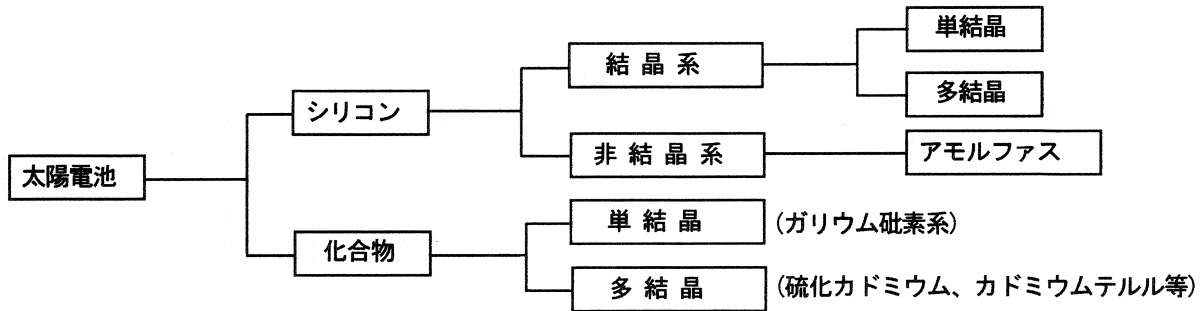 太陽電池
シリコン
結晶系
単結晶
多結晶
非結晶系
アモルファス
化合物
単結晶 (ガリウム砒素系)
多結晶 (硫化カドミウム、カドミウムテルル等)